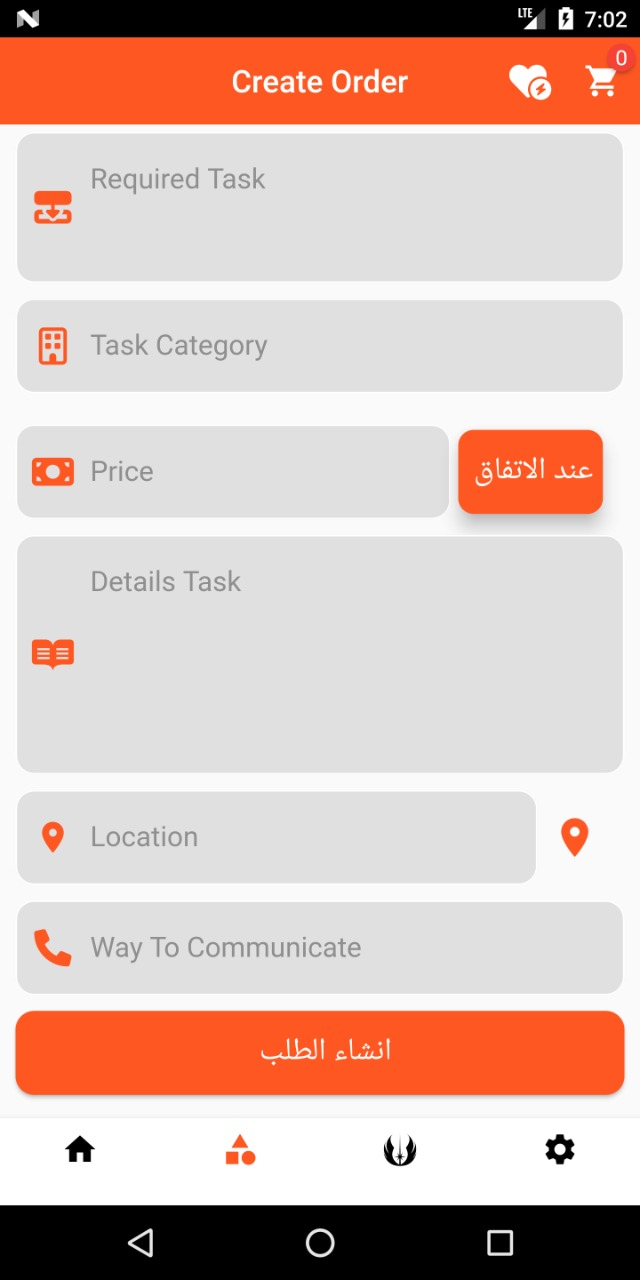 LTE 7:02
Create Order
0
Required Task
Task Category
Price
عند الاتفاق
Details Task
Location
Way To Communicate
انشاء الطلب